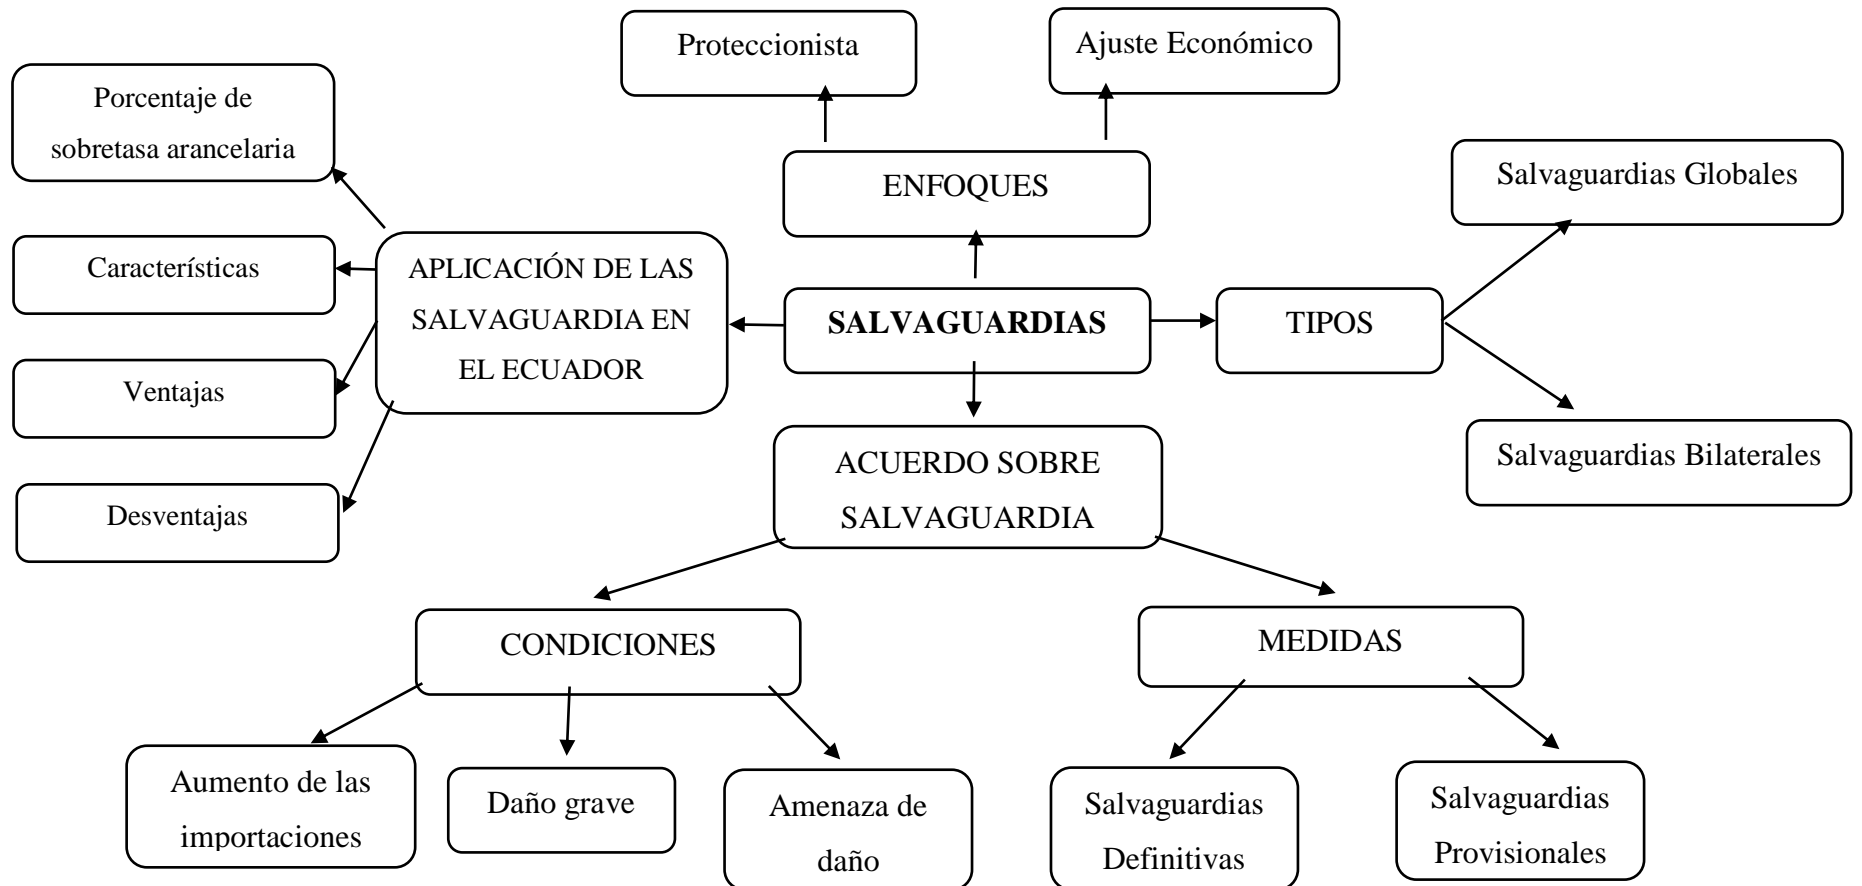 Proteccionista
Ajuste Económico
Porcentaje de
sobretasa arancelaria
ENFOQUES
Salvaguardias Globales
Características
APLICACIÓN DE LAS
SALVAGUARDIA EN
EL ECUADOR
SALVAGUARDIAS
TIPOS
Ventajas
Salvaguardias Bilaterales
Desventajas
ACUERDO SOBRE
SALVAGUARDIA
CONDICIONES
MEDIDAS
Aumento de las
importaciones
Daño grave
Amenaza de
daño
Salvaguardias
Definitivas
Salvaguardias
Provisionales